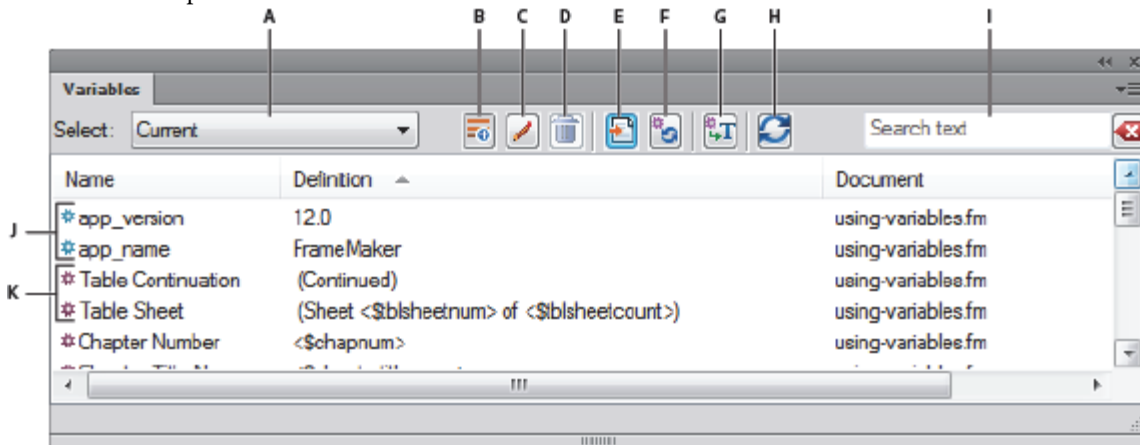 A B C D E F G H I
Variables
Select: Current Search text
Name Definition Document
J
app_version 12.0 using-variables.fm
app_name FrameMaker using-variables.fm
K
Table Continuation (Continued) using-variables.fm
Table Sheet (Sheet <$tblsheetnum> of <$tblsheetcount>) using-variables.fm
Chapter Number <$chapnum> using-variables.fm